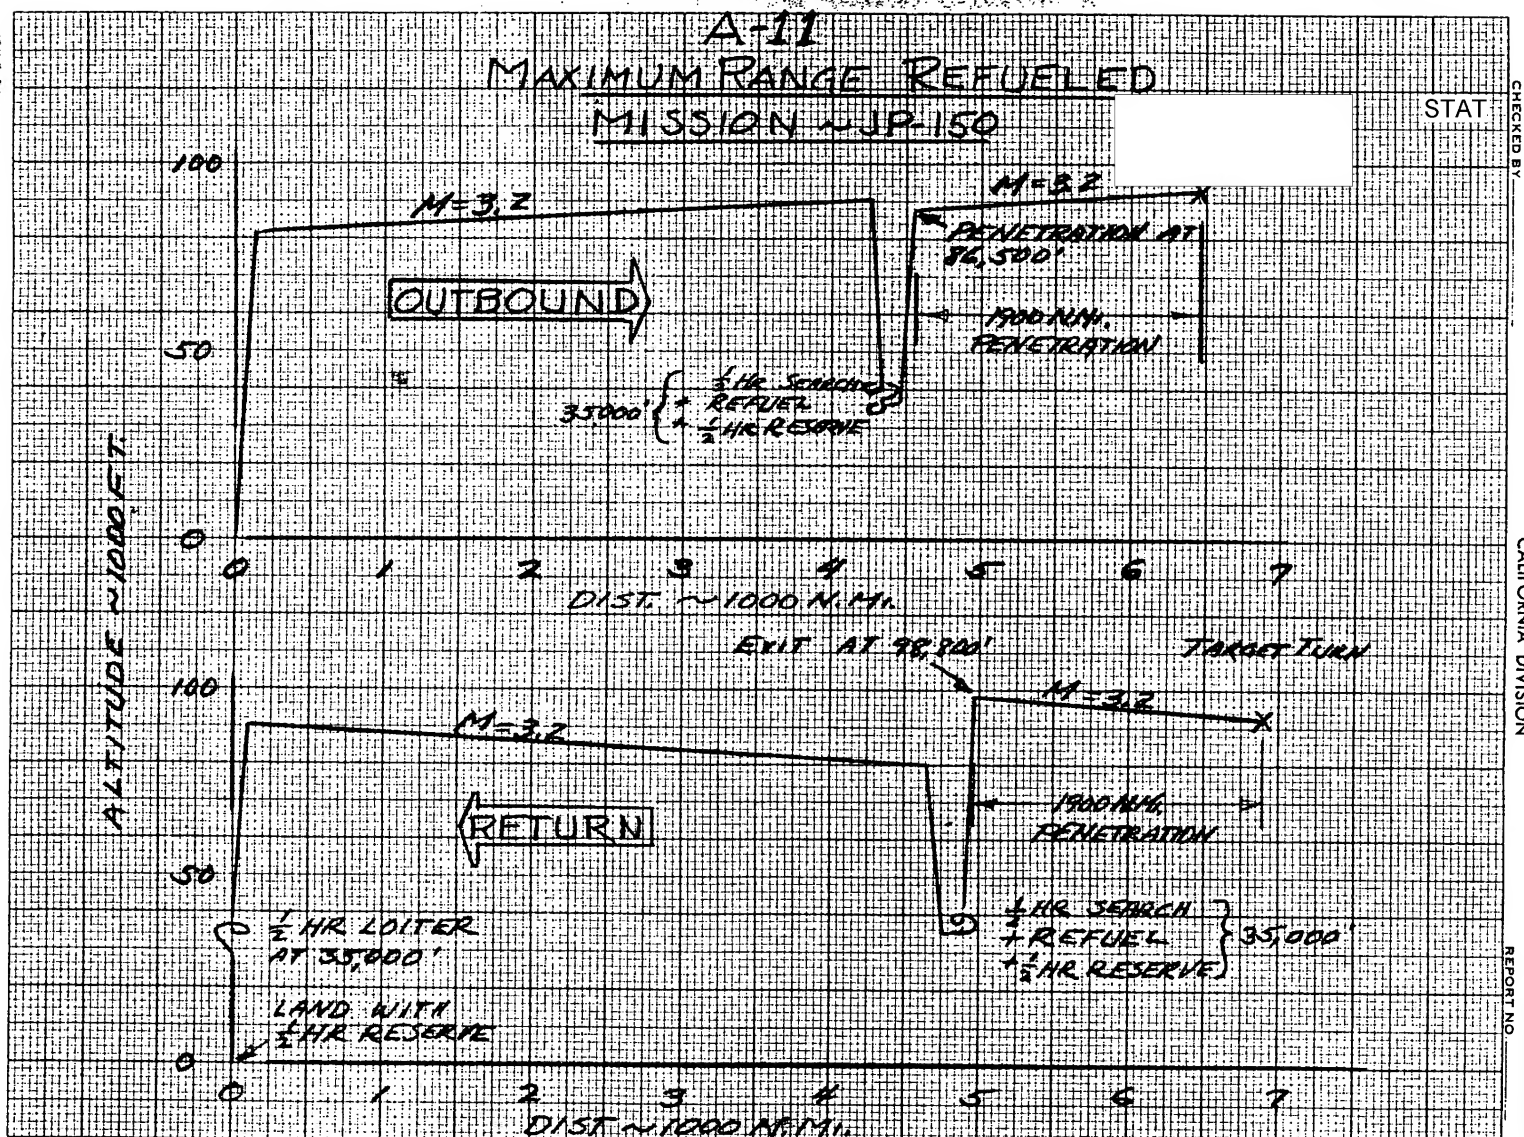 A-11
MAXIMUM RANGE REFUELED
MISSION ~ JP-150
STAT
CHECKED BY
100
M=3.2
M=3.2
PENETRATION AT
86,500'
OUTBOUND
1900 N.MI.
PENETRATION
50
35,000' { 1/2 HR SEARCH
+ REFUEL
+ 1/2 HR RESERVE
0
0 1 2 3 4 5 6 7
DIST. ~ 1000 N.MI.
ALTITUDE ~ 1000 FT.
CALIFORNIA DIVISION
EXIT AT 98,800'
TARGET TURN
100
M=3.2
M=3.2
RETURN
1900 N.MI.
PENETRATION
50
1/2 HR LOITER
AT 35,000'
1/2 HR SEARCH
+ REFUEL
+ 1/2 HR RESERVE } 35,000'
LAND WITH
1/2 HR RESERVE
0
0 1 2 3 4 5 6 7
DIST ~ 1000 N.MI.
REPORT NO.